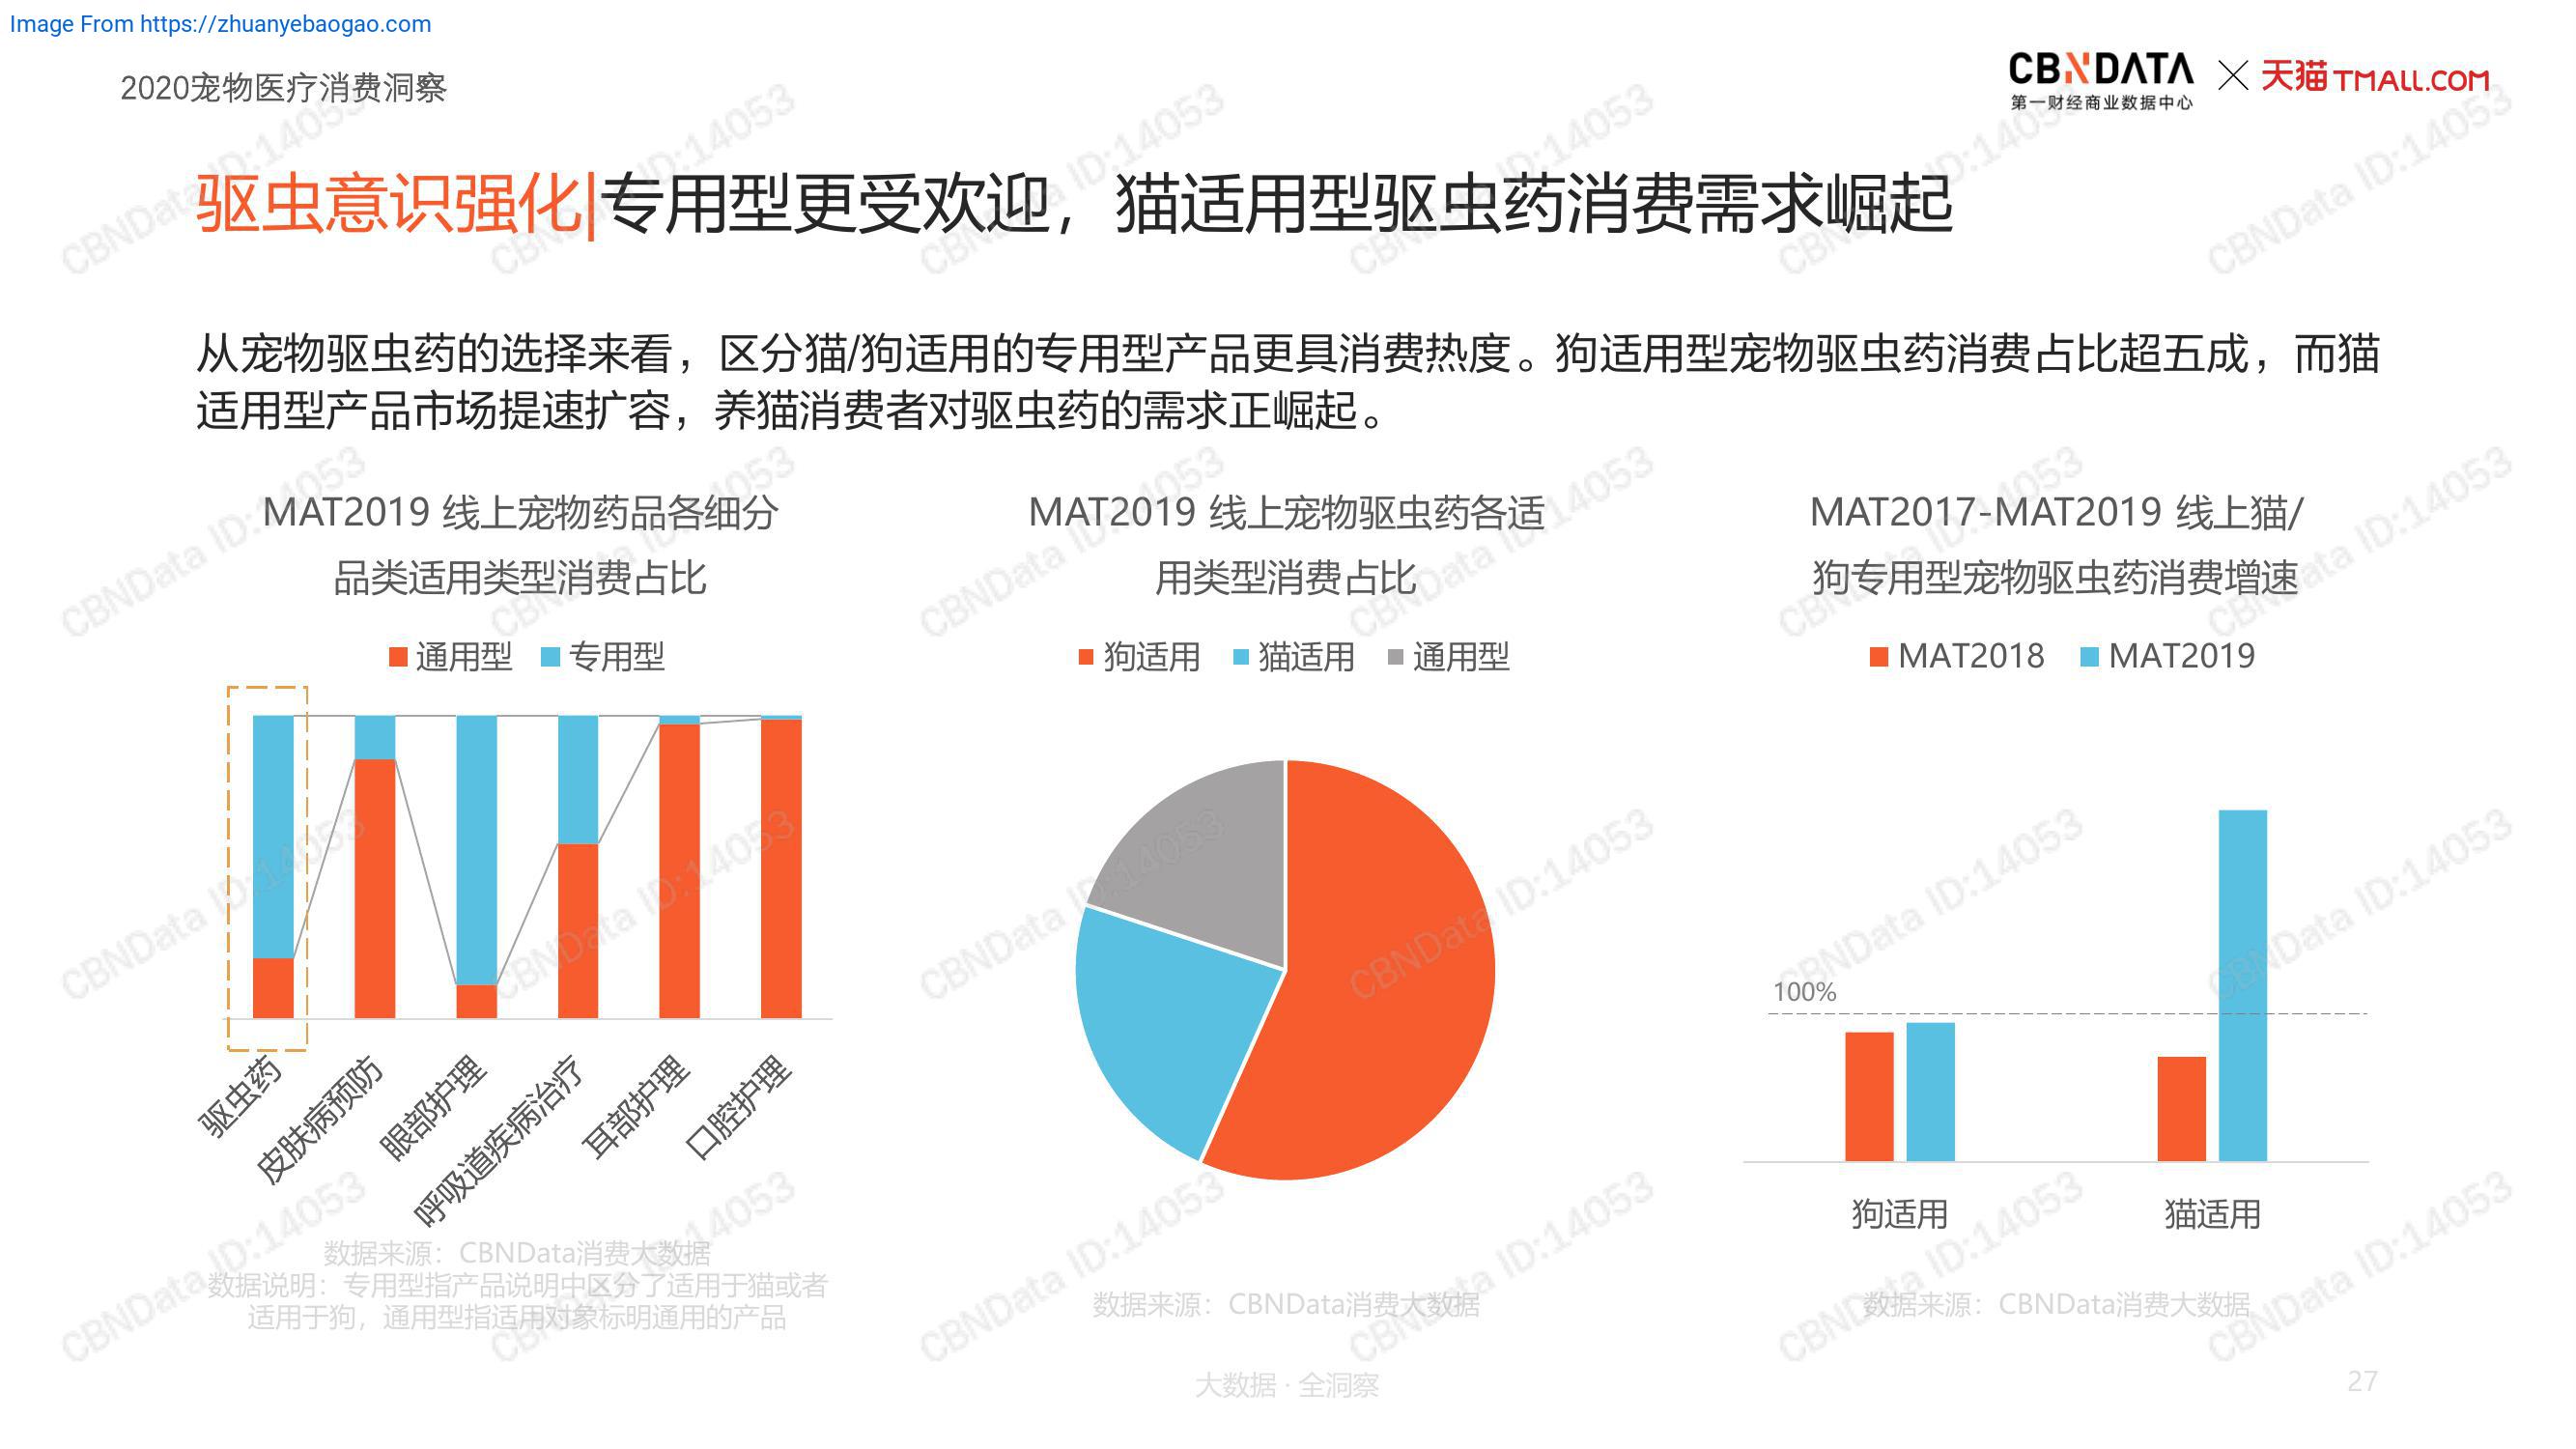 Image From https://zhuanyebaogao.com
2020宠物医疗消费洞察
CBNDATA
第一财经商业数据中心
天猫TMALL.COM
驱虫意识强化|专用型更受欢迎，猫适用型驱虫药消费需求崛起
从宠物驱虫药的选择来看，区分猫/狗适用的专用型产品更具消费热度。狗适用型宠物驱虫药消费占比超五成，而猫
适用型产品市场提速扩容，养猫消费者对驱虫药的需求正崛起。
MAT2019 线上宠物药品各细分
品类适用类型消费占比
通用型 专用型
驱虫药
皮肤病预防
眼部护理
呼吸道疾病治疗
耳部护理
口腔护理
数据来源：CBNData消费大数据
数据说明：专用型指产品说明中区分了适用于猫或者
适用于狗，通用型指适用对象标明通用的产品
MAT2019 线上宠物驱虫药各适
用类型消费占比
狗适用 猫适用 通用型
数据来源：CBNData消费大数据
MAT2017-MAT2019 线上猫/
狗专用型宠物驱虫药消费增速
MAT2018 MAT2019
100%
狗适用 猫适用
数据来源：CBNData消费大数据
大数据 · 全洞察
27
CBNData ID:14053